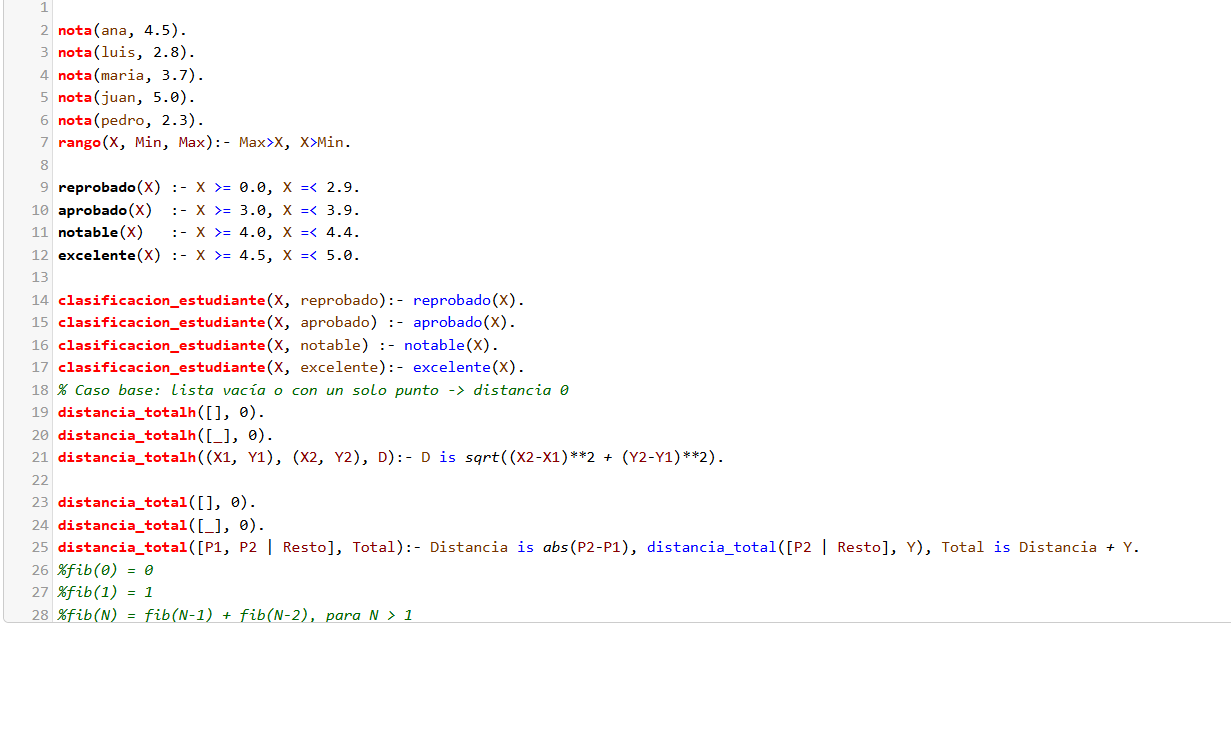 1
2 nota(ana, 4.5).
3 nota(luis, 2.8).
4 nota(maria, 3.7).
5 nota(juan, 5.0).
6 nota(pedro, 2.3).
7 rango(X, Min, Max):- Max>X, X>Min.
8
9 reprobado(X) :- X >= 0.0, X =< 2.9.
10 aprobado(X)  :- X >= 3.0, X =< 3.9.
11 notable(X)   :- X >= 4.0, X =< 4.4.
12 excelente(X) :- X >= 4.5, X =< 5.0.
13
14 clasificacion_estudiante(X, reprobado):- reprobado(X).
15 clasificacion_estudiante(X, aprobado) :- aprobado(X).
16 clasificacion_estudiante(X, notable) :- notable(X).
17 clasificacion_estudiante(X, excelente):- excelente(X).
18 % Caso base: lista vacía o con un solo punto -> distancia 0
19 distancia_totalh([], 0).
20 distancia_totalh([_], 0).
21 distancia_totalh((X1, Y1), (X2, Y2), D):- D is sqrt((X2-X1)**2 + (Y2-Y1)**2).
22
23 distancia_total([], 0).
24 distancia_total([_], 0).
25 distancia_total([P1, P2 | Resto], Total):- Distancia is abs(P2-P1), distancia_total([P2 | Resto], Y), Total is Distancia + Y.
26 %fib(0) = 0
27 %fib(1) = 1
28 %fib(N) = fib(N-1) + fib(N-2), para N > 1